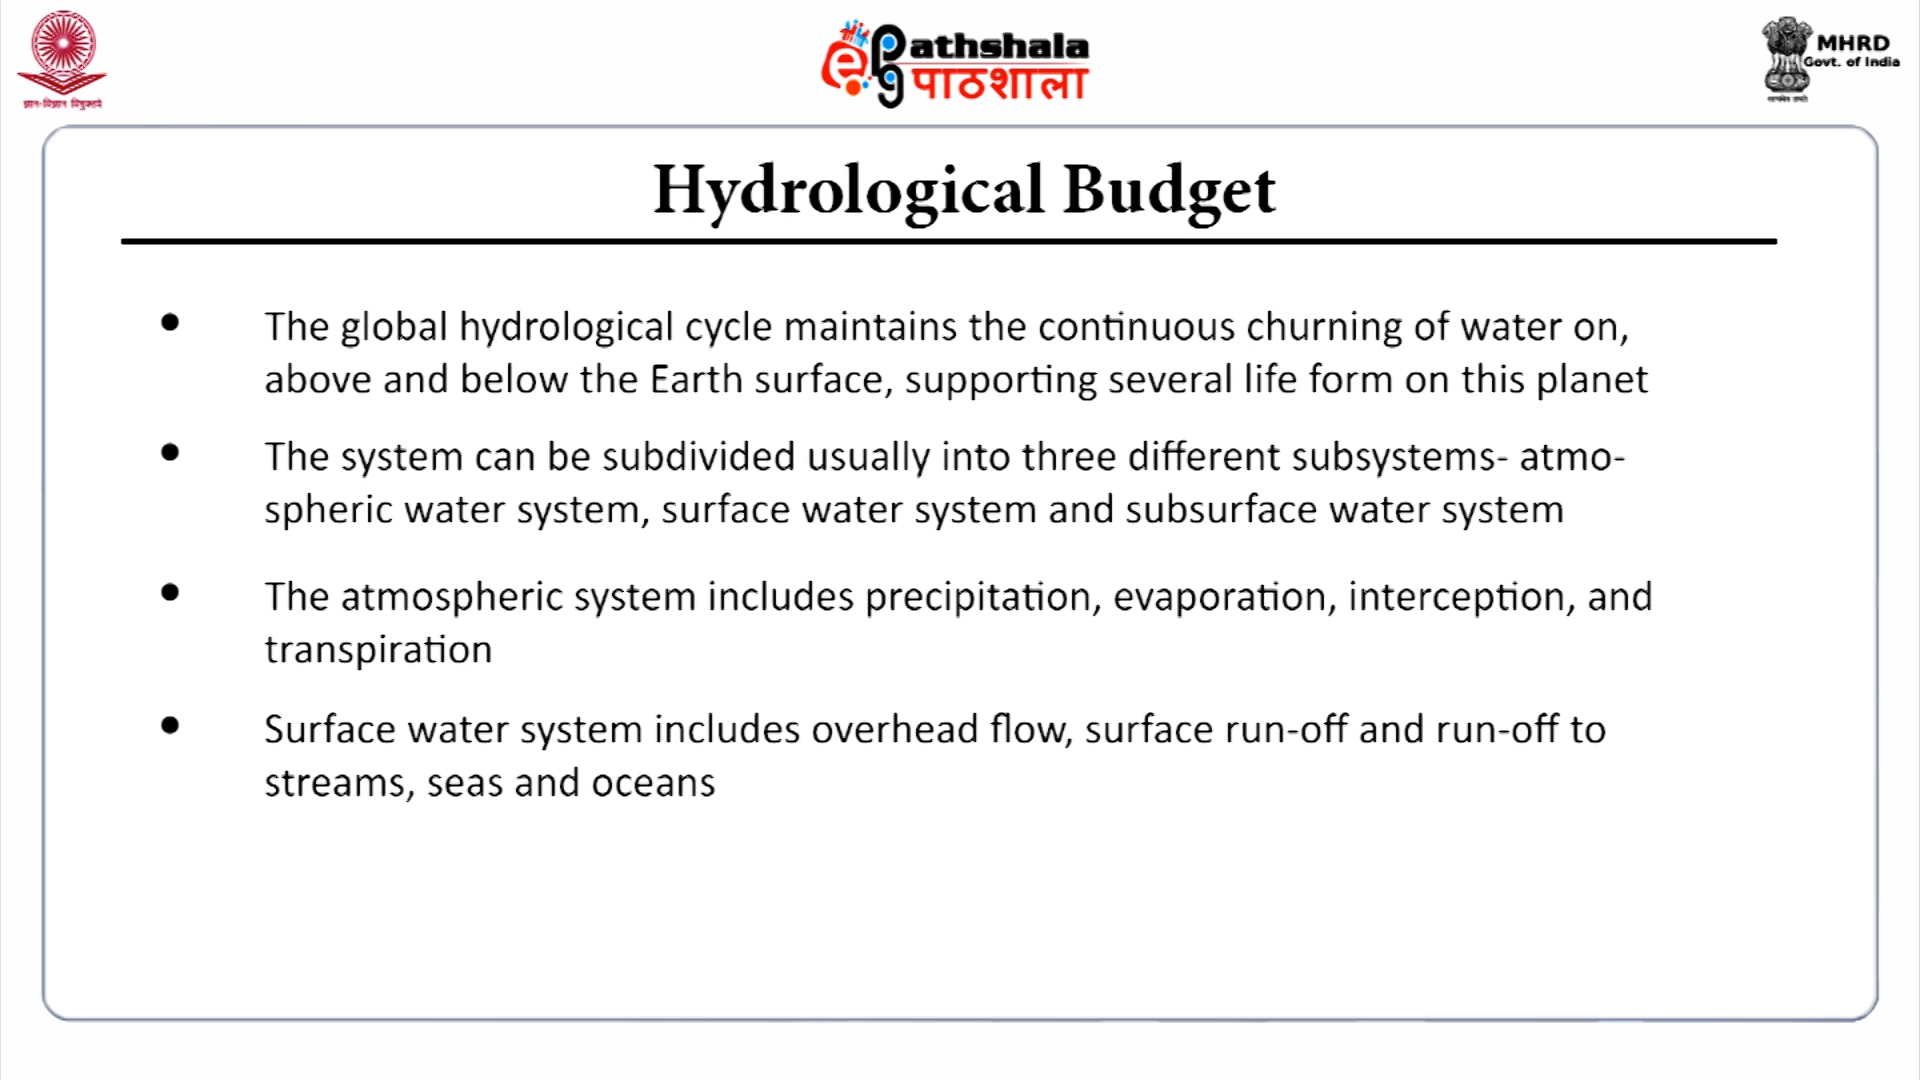 ज्ञान-विज्ञान विमुक्तये
ePG Pathshala
पाठशाला
MHRD
Govt. of India
Hydrological Budget
• The global hydrological cycle maintains the continuous churning of water on,
above and below the Earth surface, supporting several life form on this planet
• The system can be subdivided usually into three different subsystems- atmo-
spheric water system, surface water system and subsurface water system
• The atmospheric system includes precipitation, evaporation, interception, and
transpiration
• Surface water system includes overhead flow, surface run-off and run-off to
streams, seas and oceans